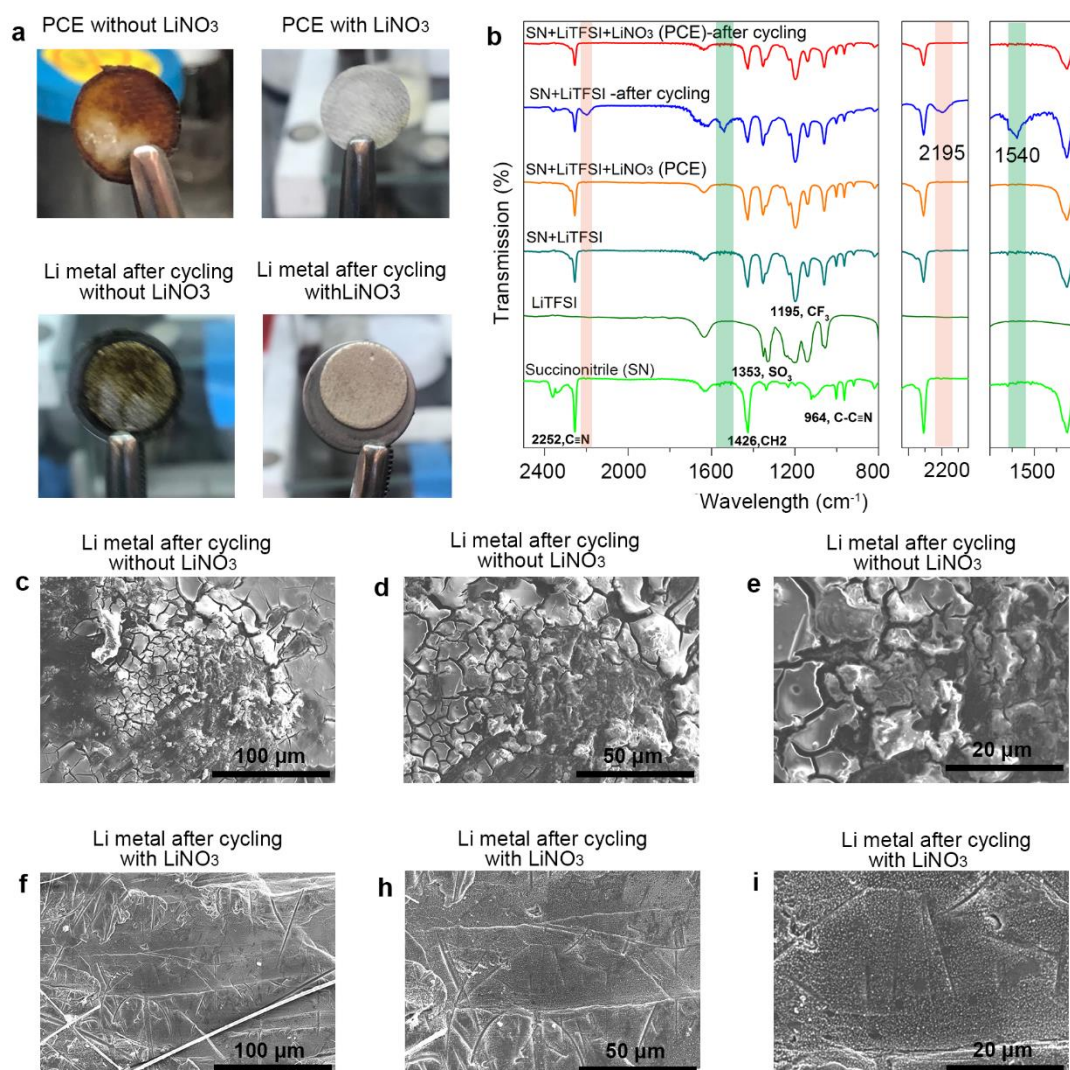 a
PCE without LiNO₃
PCE with LiNO₃
Li metal after cycling
without LiNO3
Li metal after cycling
withLiNO3
b
SN+LiTFSI+LiNO₃ (PCE)-after cycling
SN+LiTFSI -after cycling
SN+LiTFSI+LiNO₃ (PCE)
SN+LiTFSI
LiTFSI
Succinonitrile (SN)
1195, CF₃
1353, SO₃
964, C-C≡N
2252,C≡N
1426,CH2
2195
1540
Transmission (%)
2400
2000
1600
1200
800
2200
1500
Wavelength (cm⁻¹)
Li metal after cycling
without LiNO₃
c
100 µm
Li metal after cycling
without LiNO₃
d
50 µm
Li metal after cycling
without LiNO₃
e
20 µm
Li metal after cycling
with LiNO₃
f
100 µm
Li metal after cycling
with LiNO₃
h
50 µm
Li metal after cycling
with LiNO₃
i
20 µm